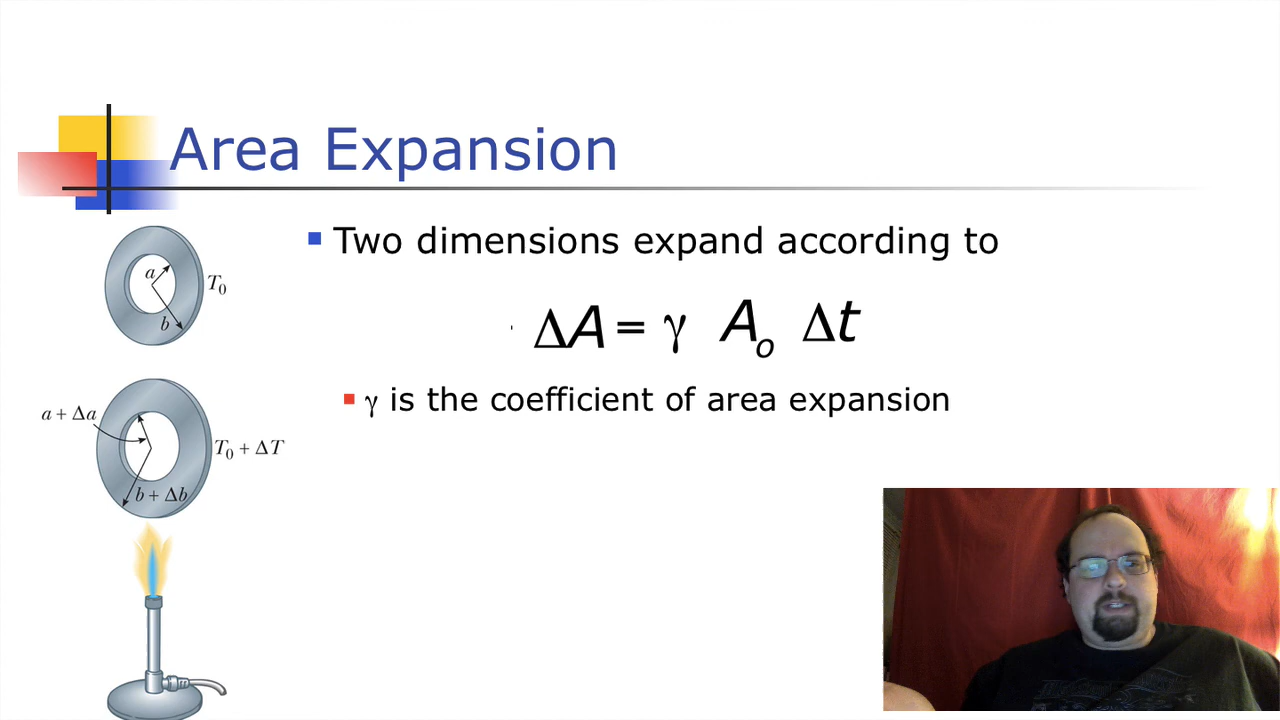 Area Expansion
a
T₀
b
Two dimensions expand according to
ΔA = γ Aₒ Δt
γ is the coefficient of area expansion
a + Δa
T₀ + ΔT
b + Δb